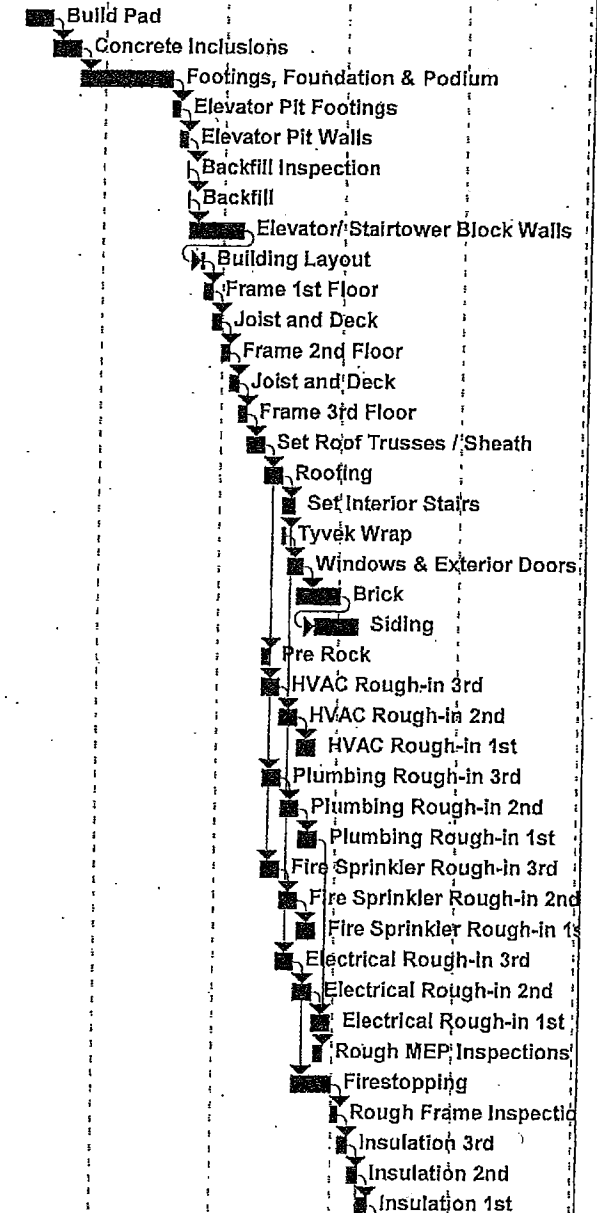 Build Pad
Concrete Inclusions
Footings, Foundation & Podium
Elevator Pit Footings
Elevator Pit Walls
Backfill Inspection
Backfill
Elevator/ Stairtower Block Walls
Building Layout
Frame 1st Floor
Joist and Deck
Frame 2nd Floor
Joist and Deck
Frame 3rd Floor
Set Roof Trusses / Sheath
Roofing
Set Interior Stairs
Tyvek Wrap
Windows & Exterior Doors
Brick
Siding
Pre Rock
HVAC Rough-in 3rd
HVAC Rough-in 2nd
HVAC Rough-in 1st
Plumbing Rough-in 3rd
Plumbing Rough-in 2nd
Plumbing Rough-in 1st
Fire Sprinkler Rough-in 3rd
Fire Sprinkler Rough-in 2nd
Fire Sprinkler Rough-in 1s
Electrical Rough-in 3rd
Electrical Rough-in 2nd
Electrical Rough-in 1st
Rough MEP Inspections
Firestopping
Rough Frame Inspectio
Insulation 3rd
Insulation 2nd
Insulation 1st